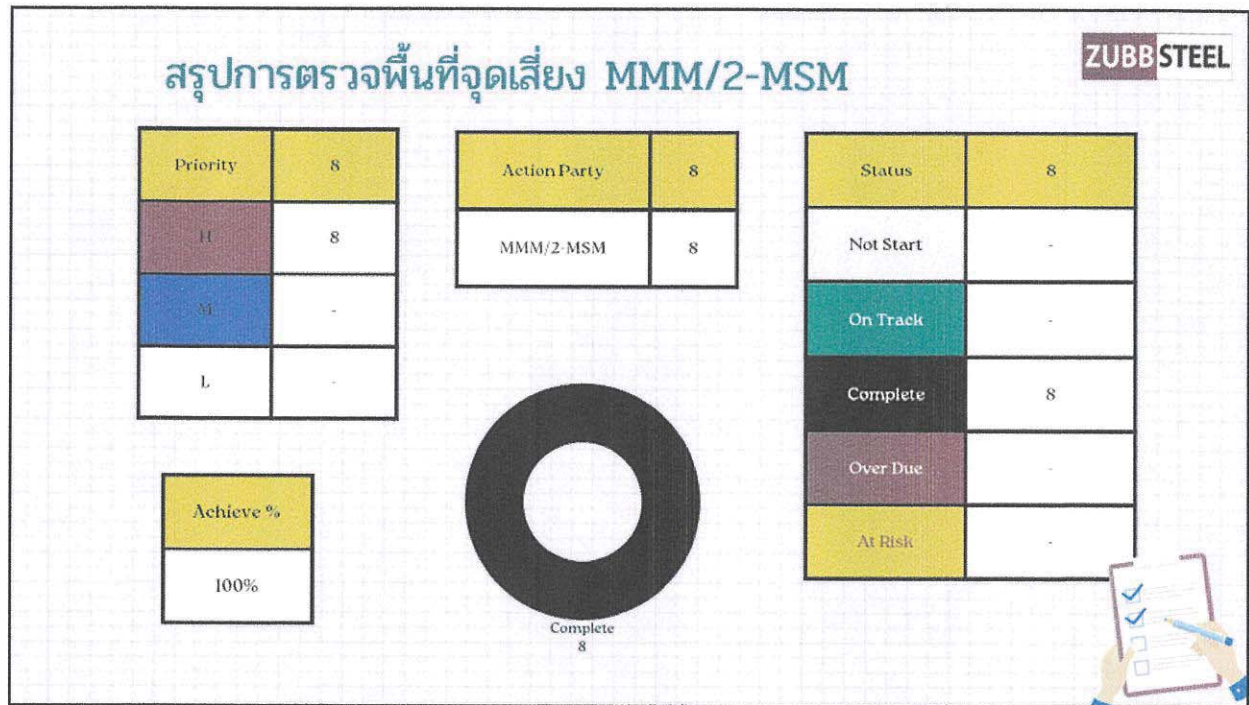 สรุปการตรวจพื้นที่จุดเสี่ยง MMM/2-MSM
ZUBB STEEL
Priority 8
H 8
M -
L -
Action Party 8
MMM/2-MSM 8
Status 8
Not Start -
On Track -
Complete 8
Over Due -
At Risk -
Achieve %
100%
Complete
8